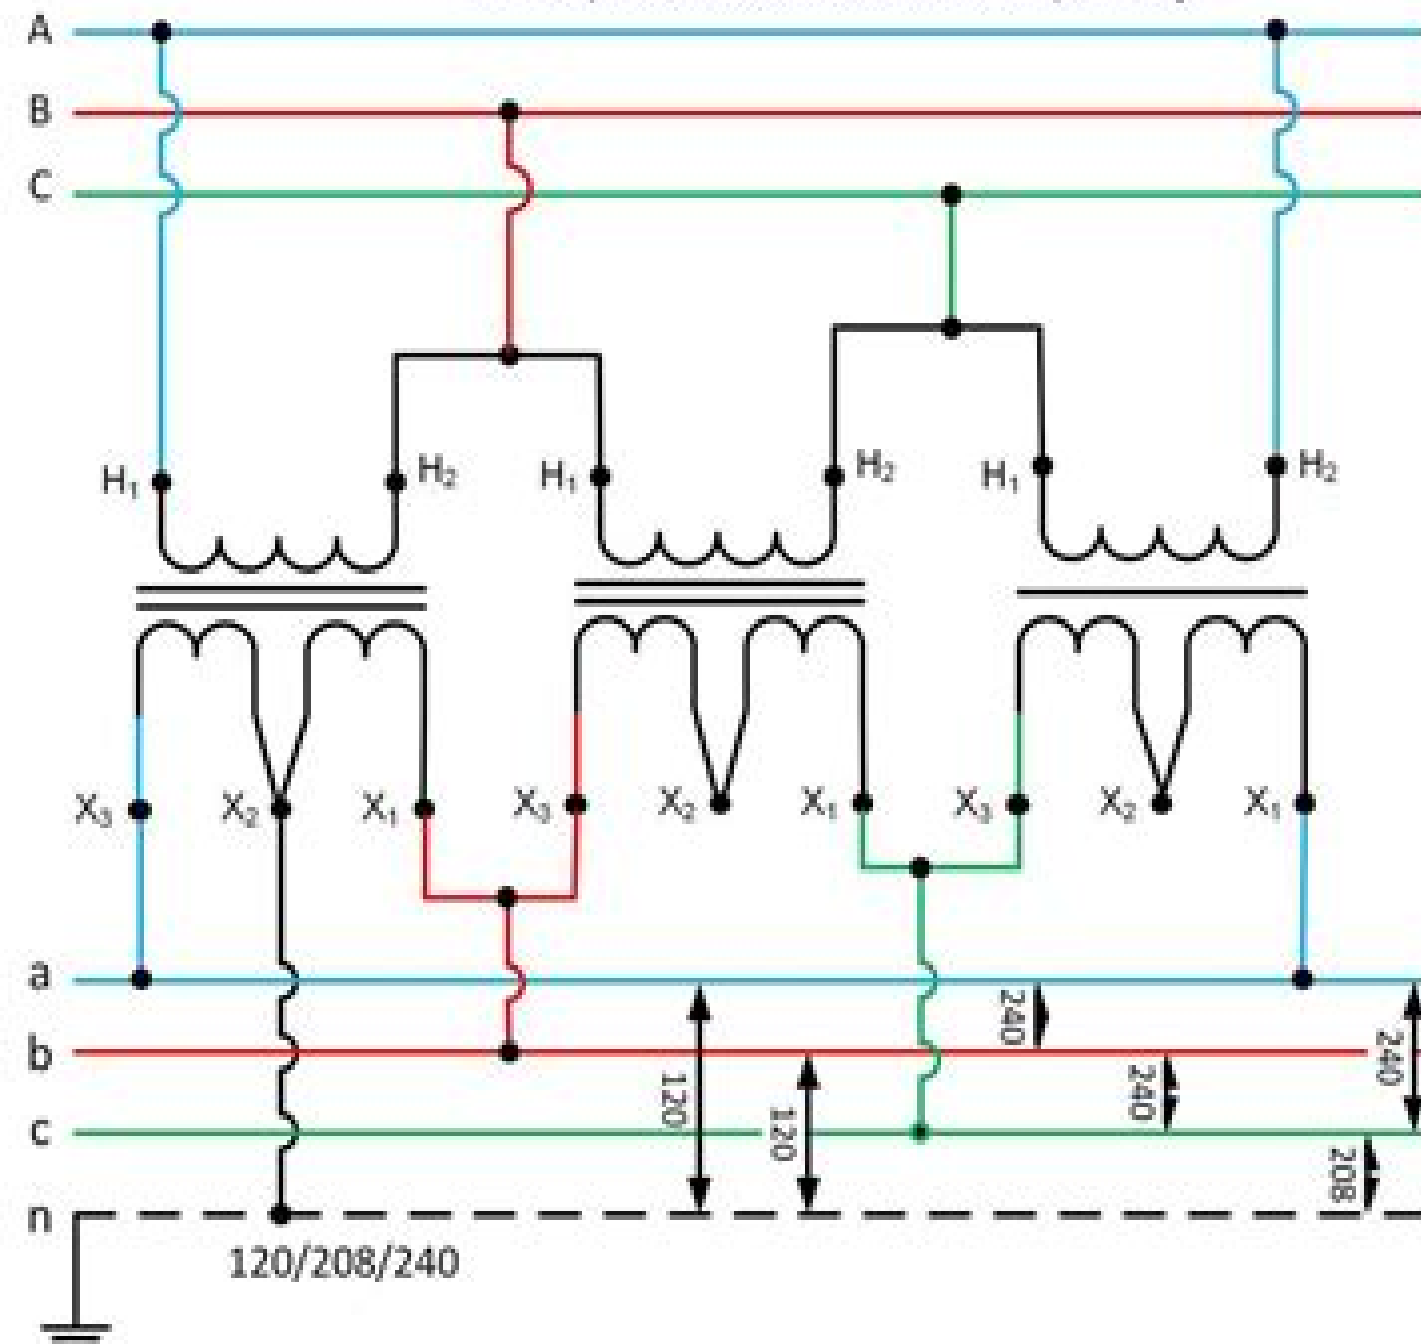 A
B
C
H₁ H₂ H₁ H₂ H₁ H₂
X₃ X₂ X₁ X₃ X₂ X₁ X₃ X₂ X₁
a
240
b
240
240
120
120
c
208
n
120/208/240